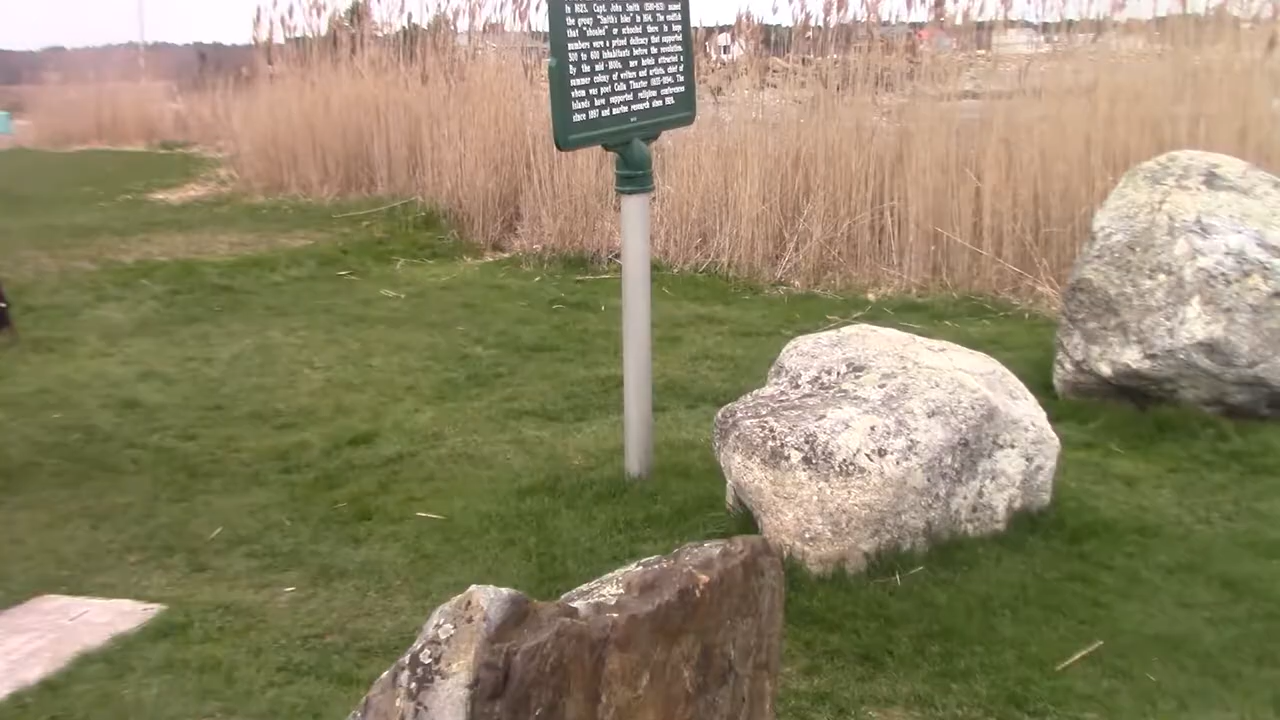 in 1623. Capt. John Smith (1580-1631) named
the group "Smith's Isles" in 1614. The codfish
that "shoaled" or schooled there in huge
numbers were a prized delicacy that supported
300 to 600 inhabitants before the revolution.
By the mid-1800s, new hotels attracted a
summer colony of writers and artists, chief of
whom was poet Celia Thaxter (1835-1894). The
islands have supported religious conferences
since 1897 and marine research since 1928.